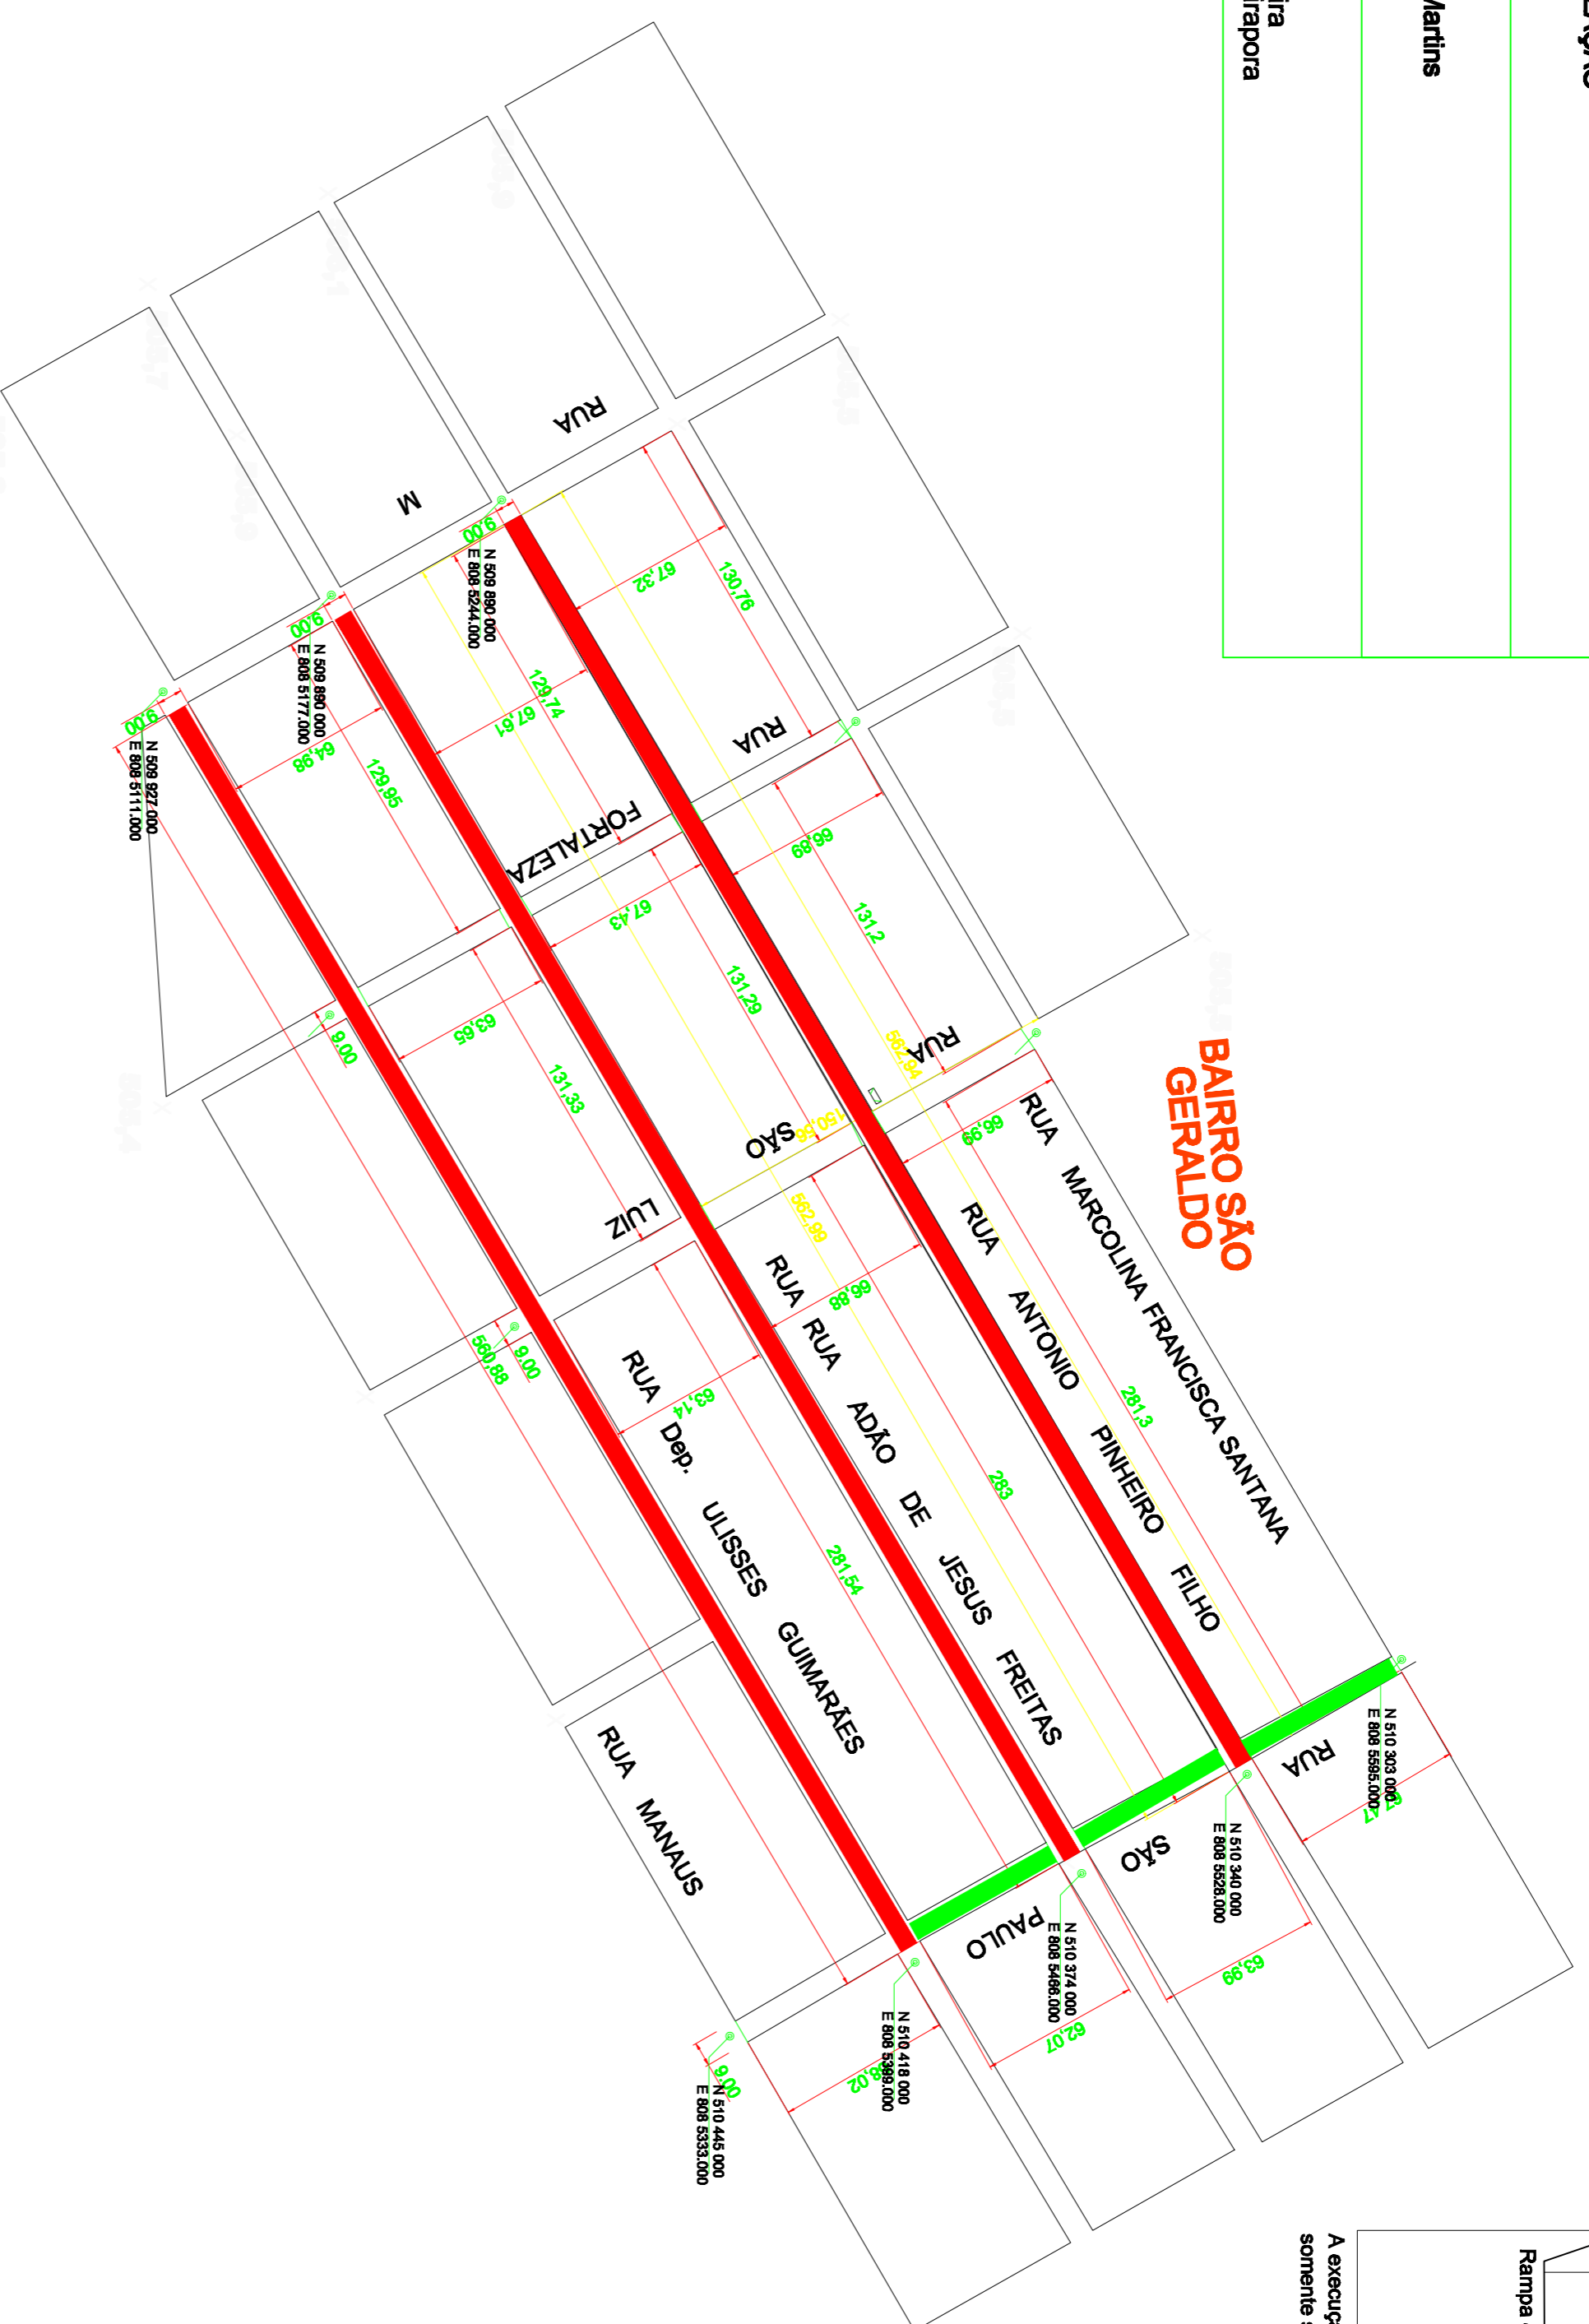 Martins
BAIRRO SÃO
GERALDO
RUA
M
RUA
FORTALEZA
RUA
SÃO
LUIZ
RUA MARCOLINA FRANCISCA SANTANA
RUA ANTONIO PINHEIRO FILHO
RUA
RUA ADÃO DE JESUS FREITAS
RUA Dep. ULISSES GUIMARÃES
RUA MANAUS
RUA
SÃO
PAULO
N 509 890 000
E 808 5244.000
N 509 890 000
E 808 5177.000
N 509 927 000
E 808 5111.000
N 510 303 000
E 808 5595.000
N 510 340 000
E 808 5528.000
N 510 374 000
E 808 5466.000
N 510 418 000
E 808 5399.000
N 510 445 000
E 808 5333.000
9.00
9.00
9.00
9.00
9.00
9.00
67,32
130,76
129,74
67,61
64,98
129,95
66,89
131,2
67,43
131,29
63,65
131,33
562,94
150,56
562,99
66,99
281,3
66,88
283
63,14
281,54
560,88
63,99
62,07
Rampa
A execuçã
somente s